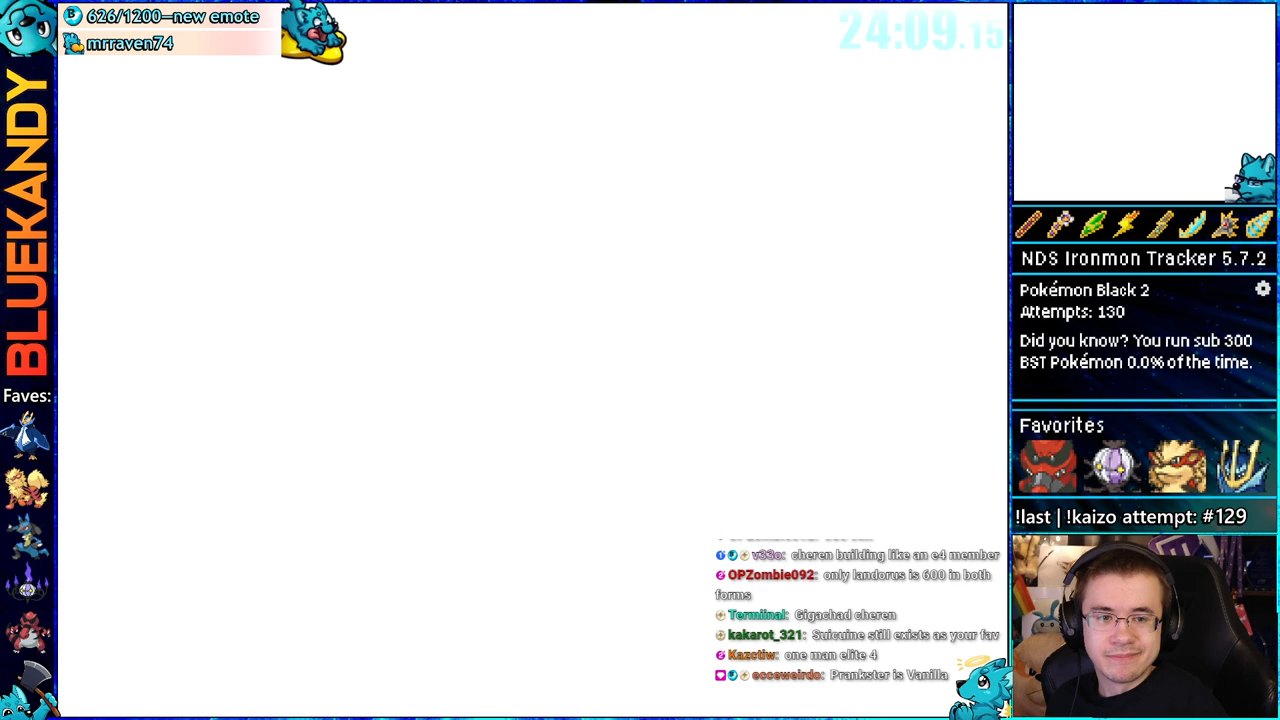 626/1200—new emote
mrraven74
24:09.15
BLUEKANDY
Faves:
NDS Ironmon Tracker 5.7.2
Pokémon Black 2
Attempts: 130
Did you know? You run sub 300
BST Pokémon 0.0% of the time.
Favorites
!last | !kaizo attempt: #129
v33o: cheren building like an e4 member
OPZombie092: only landorus is 600 in both
forms
Termiinal: Gigachad cheren
kakarot_321: Suicuine still exists as your fav
Kazctiw: one man elite 4
ecceweirdo: Prankster is Vanilla